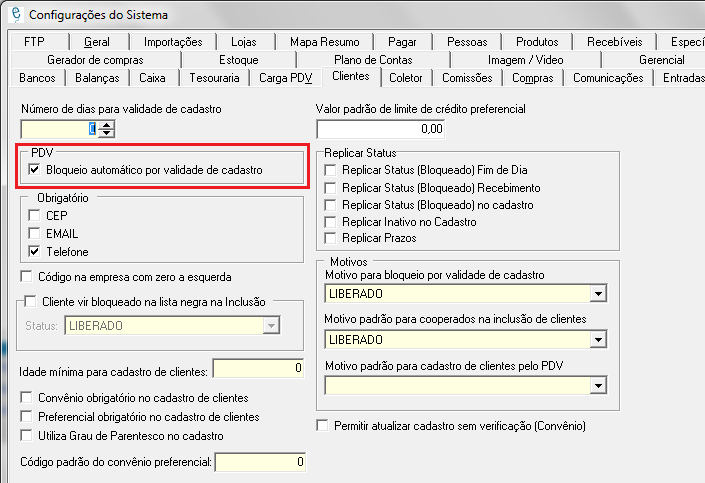 Configurações do Sistema
FTP Geral Importações Lojas Mapa Resumo Pagar Pessoas Produtos Recebíveis Especí
Gerador de compras Estoque Plano de Contas Imagem / Video Gerencial
Bancos Balanças Caixa Tesouraria Carga PDV Clientes Coletor Comissões Compras Comunicações Entradas
Número de dias para validade de cadastro
Valor padrão de limite de crédito preferencial
0,00
PDV
Bloqueio automático por validade de cadastro
Obrigatório
CEP
EMAIL
Telefone
Código na empresa com zero a esquerda
Cliente vir bloqueado na lista negra na Inclusão
Status: LIBERADO
Idade mínima para cadastro de clientes: 0
Convênio obrigatório no cadastro de clientes
Preferencial obrigatório no cadastro de clientes
Utiliza Grau de Parentesco no cadastro
Código padrão do convênio preferencial: 0
Replicar Status
Replicar Status (Bloqueado) Fim de Dia
Replicar Status (Bloqueado) Recebimento
Replicar Status (Bloqueado) no cadastro
Replicar Inativo no Cadastro
Replicar Prazos
Motivos
Motivo para bloqueio por validade de cadastro
LIBERADO
Motivo padrão para cooperados na inclusão de clientes
LIBERADO
Motivo padrão para cadastro de clientes pelo PDV
Permitir atualizar cadastro sem verificação (Convênio)